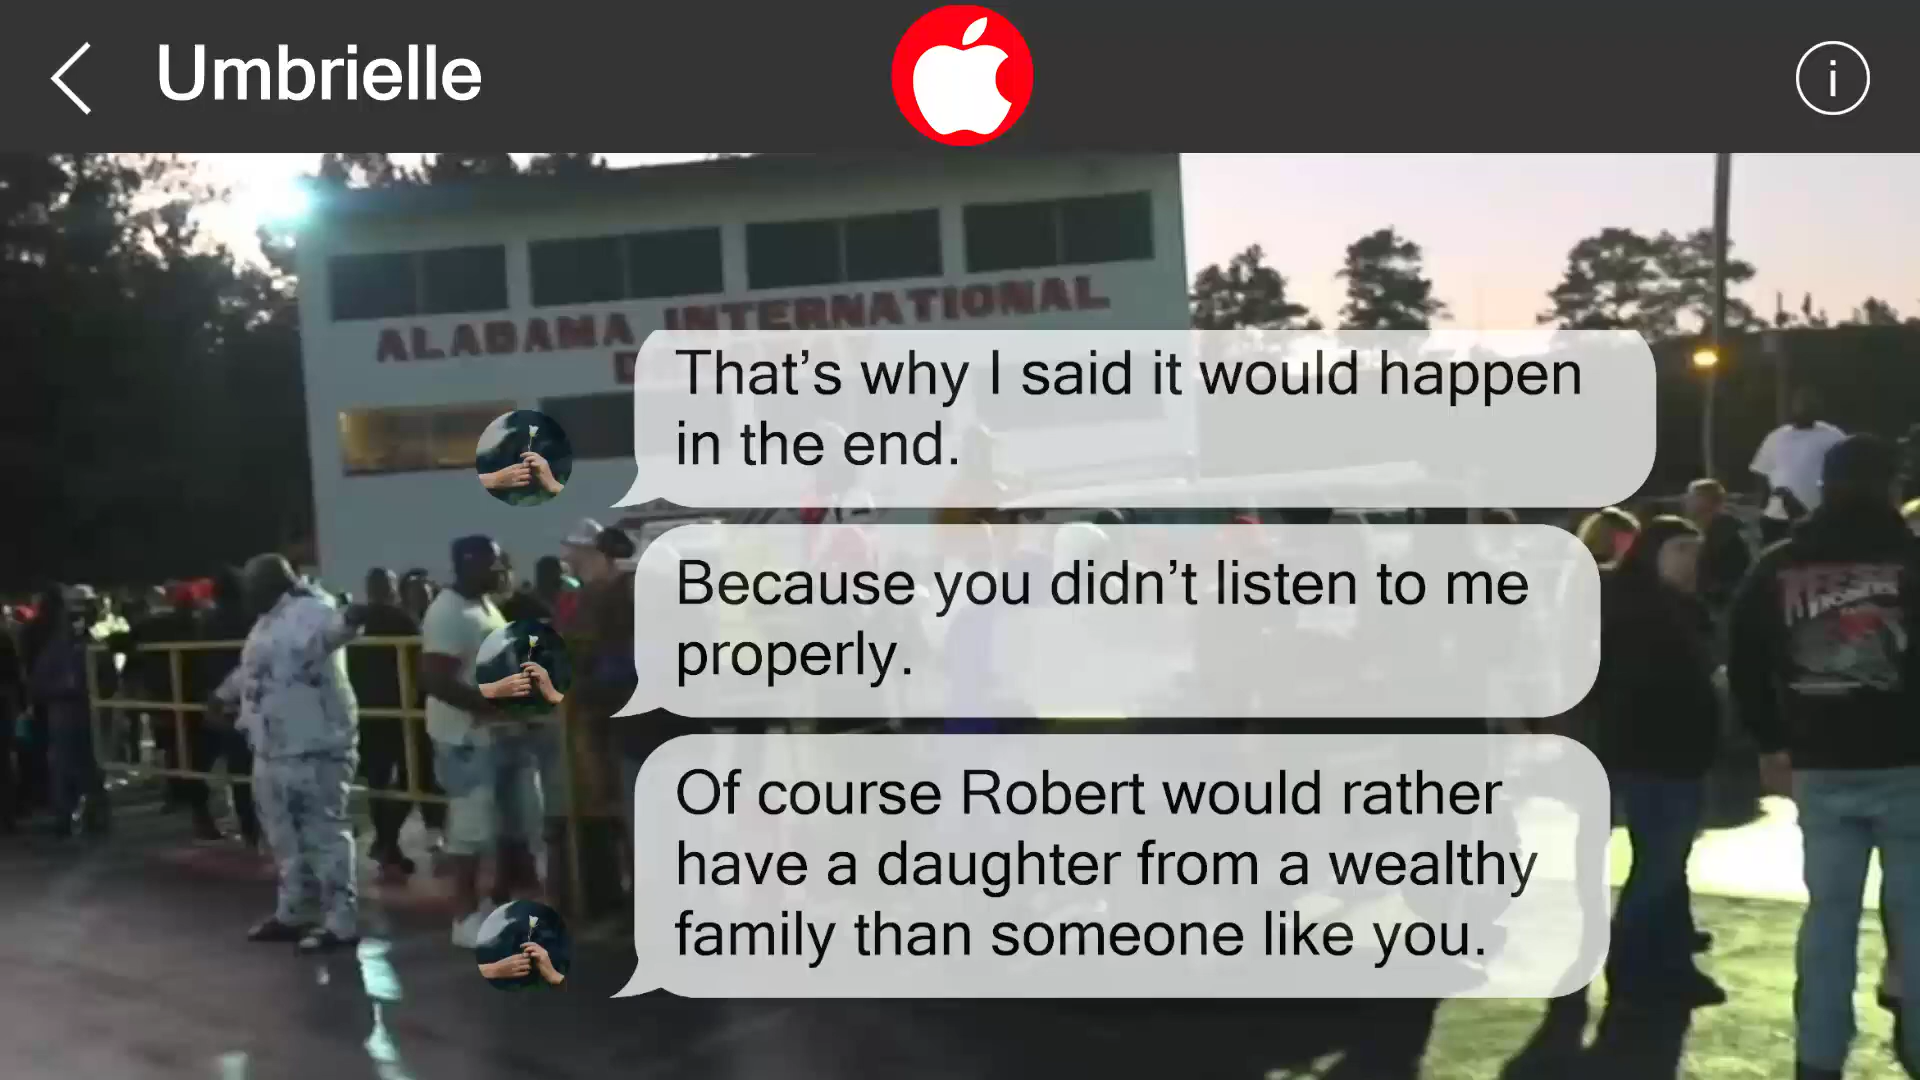 Umbrielle
i
ALABAMA INTERNATIONAL
That's why I said it would happen
in the end.
Because you didn't listen to me
properly.
Of course Robert would rather
have a daughter from a wealthy
family than someone like you.